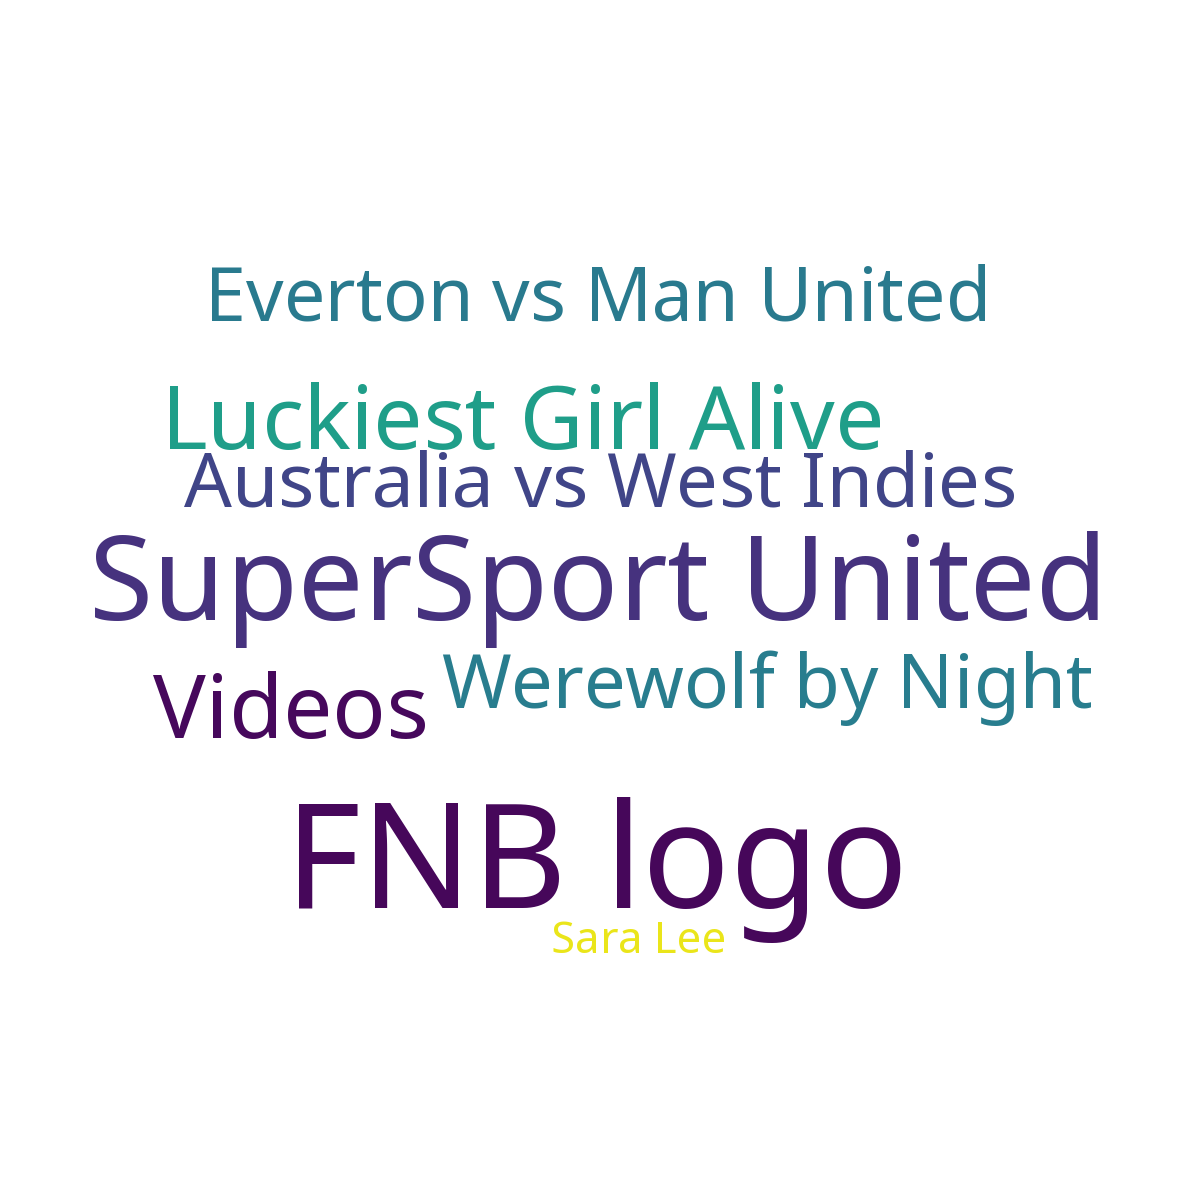 Everton vs Man United
Luckiest Girl Alive
Australia vs West Indies
SuperSport United
Werewolf by Night
Videos
FNB logo
Sara Lee